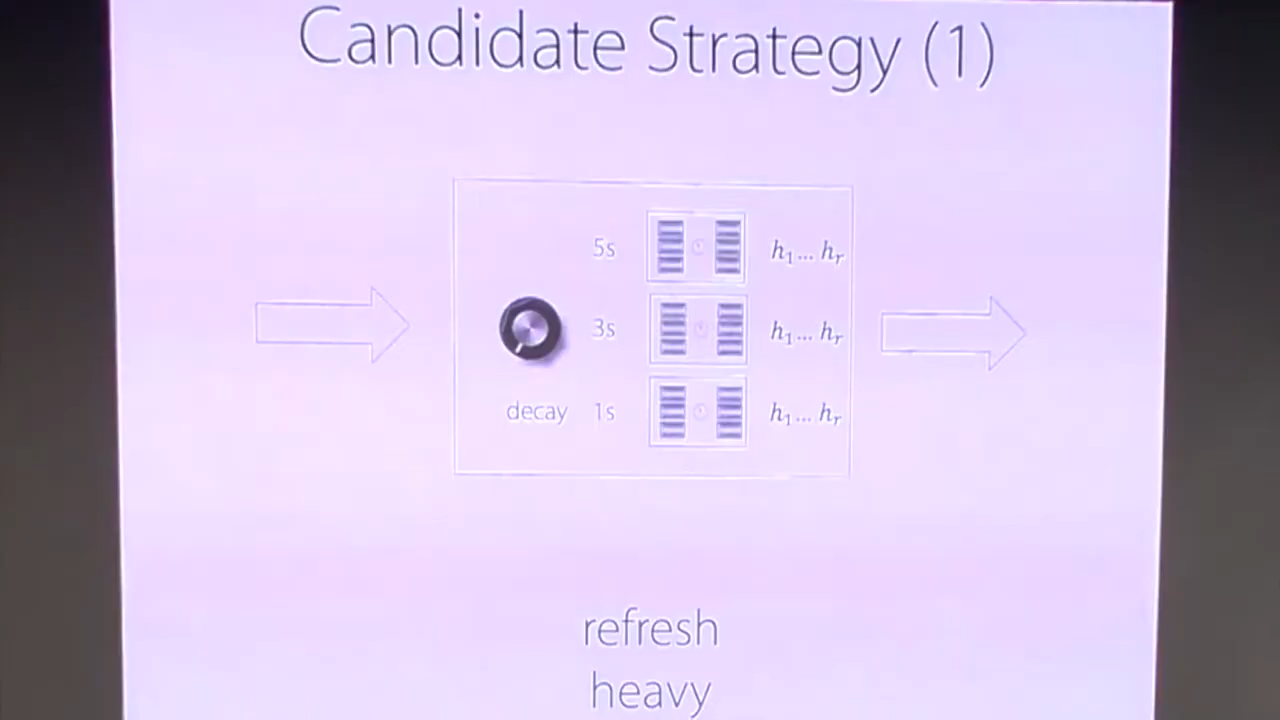 Candidate Strategy (1)
5s h₁... hᵣ
3s h₁... hᵣ
decay 1s h₁... hᵣ
refresh
heavy